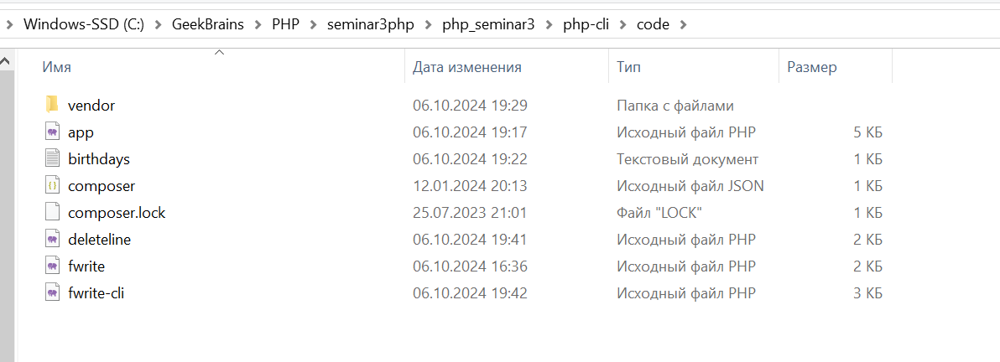 Windows-SSD (C:) > GeekBrains > PHP > seminar3php > php_seminar3 > php-cli > code >
Имя Дата изменения Тип Размер
vendor 06.10.2024 19:29 Папка с файлами
app 06.10.2024 19:17 Исходный файл PHP 5 КБ
birthdays 06.10.2024 19:22 Текстовый документ 1 КБ
composer 12.01.2024 20:13 Исходный файл JSON 1 КБ
composer.lock 25.07.2023 21:01 Файл "LOCK" 1 КБ
deleteline 06.10.2024 19:41 Исходный файл PHP 2 КБ
fwrite 06.10.2024 16:36 Исходный файл PHP 2 КБ
fwrite-cli 06.10.2024 19:42 Исходный файл PHP 3 КБ